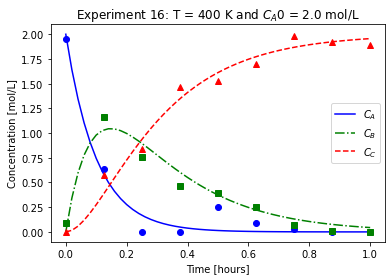 Experiment 16: T = 400 K and $C_A0$ = 2.0 mol/L
Concentration [mol/L]
2.00
1.75
1.50
1.25
1.00
0.75
0.50
0.25
0.00
$C_A$
$C_B$
$C_C$
0.0 0.2 0.4 0.6 0.8 1.0
Time [hours]